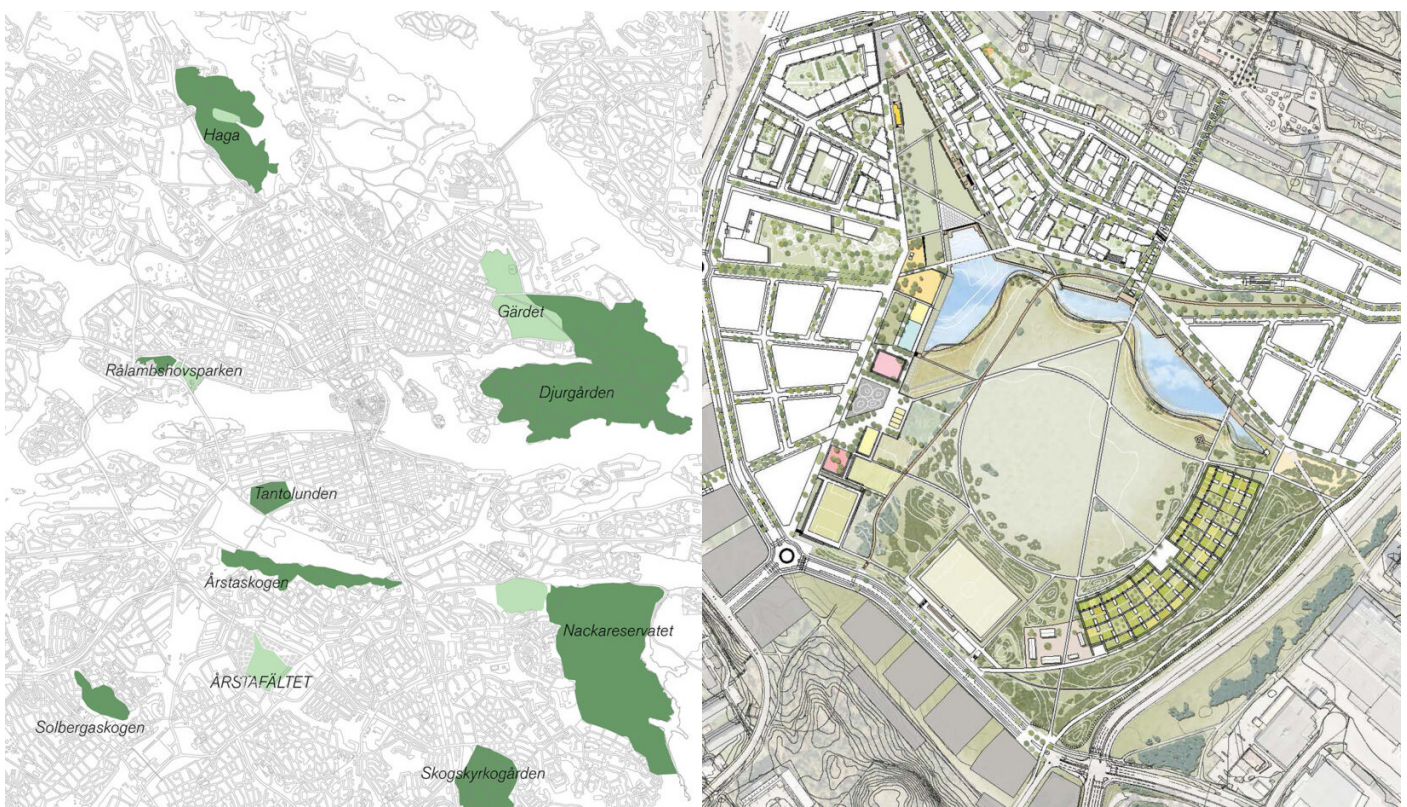 Haga
Gärdet
Rålambshovsparken
Djurgården
Tantolunden
Årstaskogen
Nackareservatet
ÅRSTAFÄLTET
Solbergaskogen
Skogskyrkogården